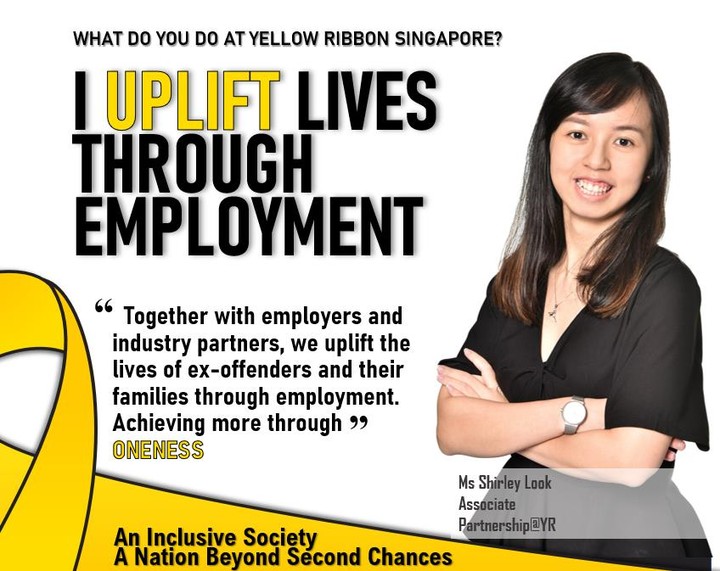 WHAT DO YOU DO AT YELLOW RIBBON SINGAPORE?
I UPLIFT LIVES
THROUGH
EMPLOYMENT
“ Together with employers and
industry partners, we uplift the
lives of ex-offenders and their
families through employment.
Achieving more through ”
ONENESS
Ms Shirley Look
Associate
Partnership@YR
An Inclusive Society
A Nation Beyond Second Chances